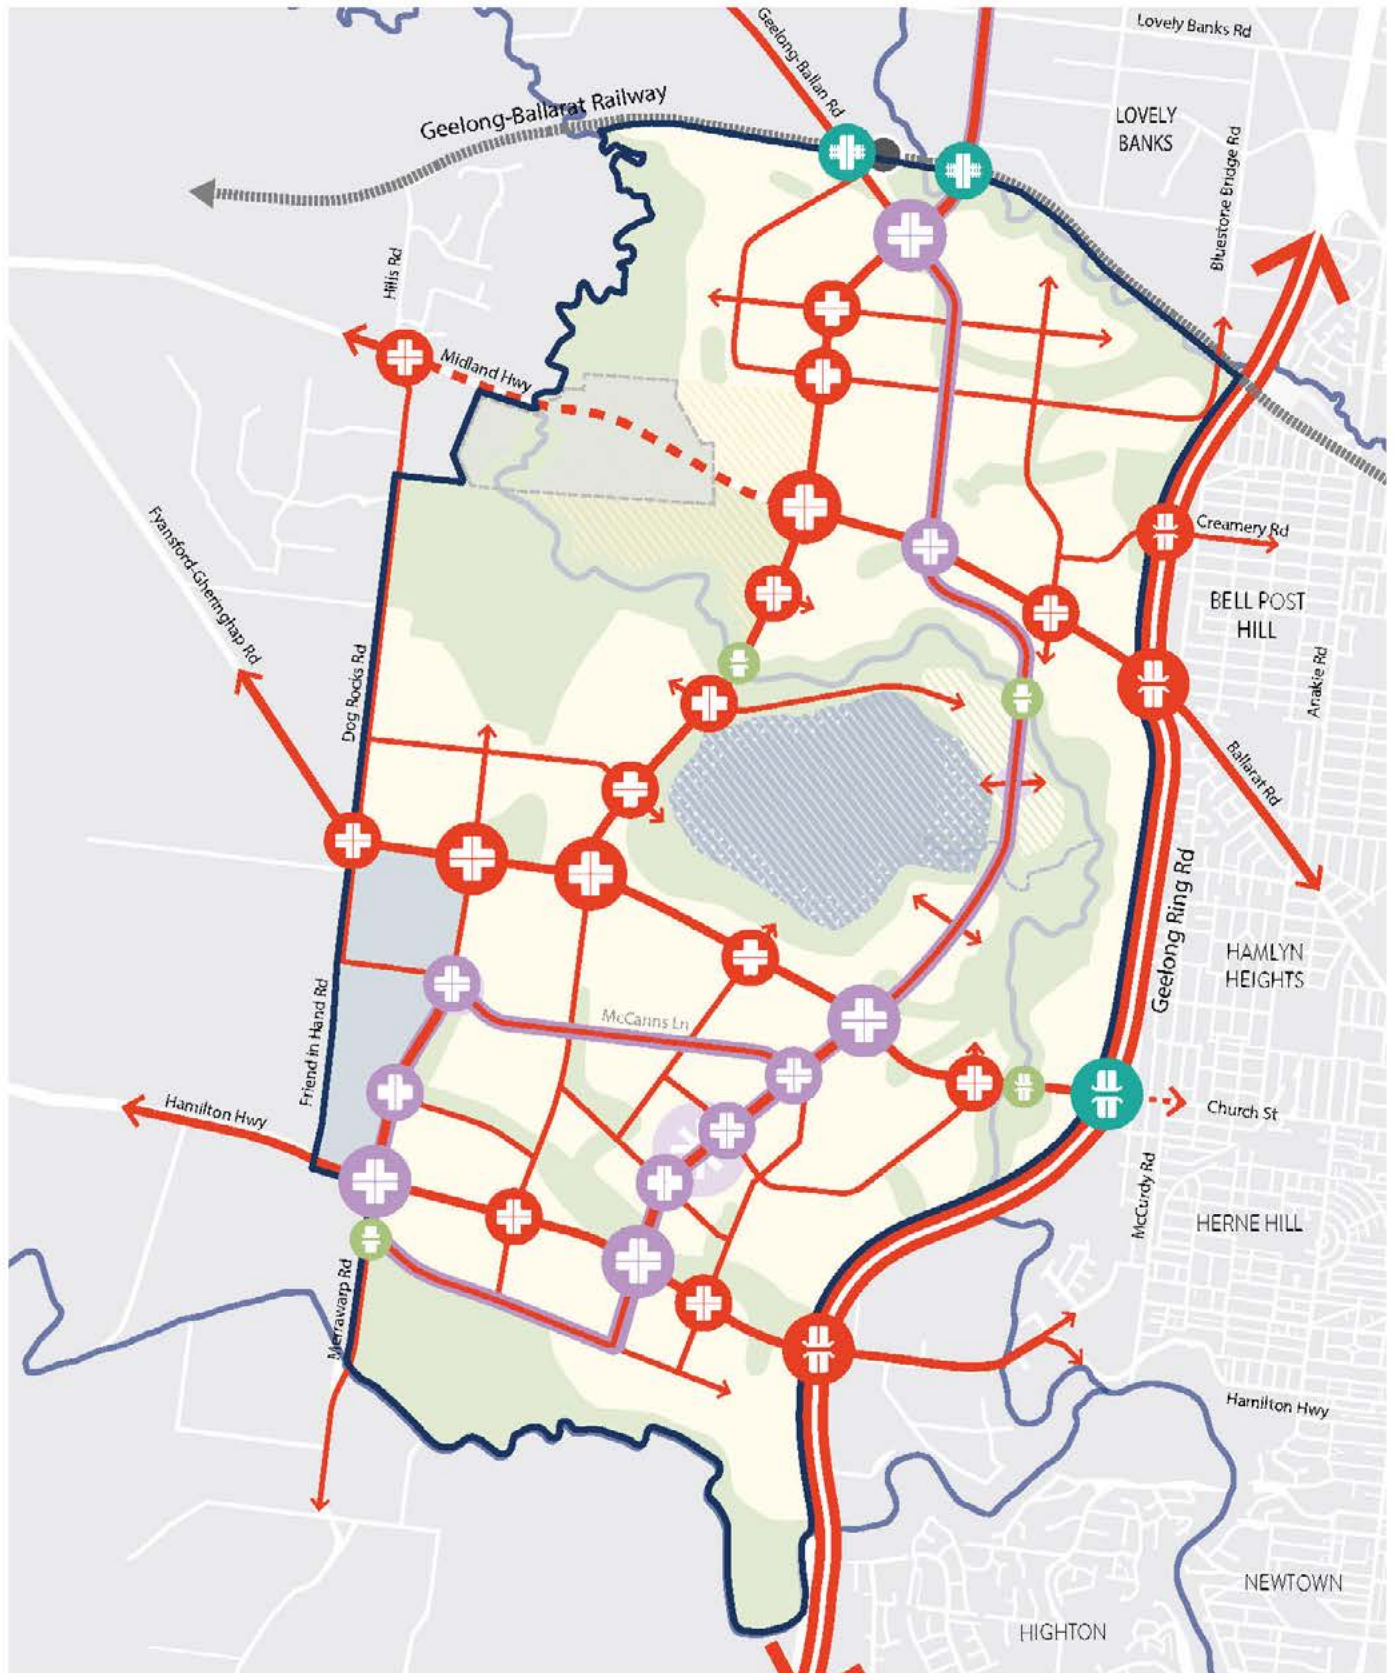 Lovely Banks Rd
Geelong-Ballan Rd
Geelong-Ballarat Railway
LOVELY
BANKS
Bluestone Bridge Rd
Hills Rd
Midland Hwy
Fyansford-Gheringhap Rd
Creamery Rd
BELL POST
HILL
Dog Rocks Rd
Anakie Rd
Ballarat Rd
Geelong Ring Rd
HAMLYN
HEIGHTS
Friend in Hand Rd
McCanns Ln
Hamilton Hwy
Church St
McCurdy Rd
HERNE HILL
Merrawarp Rd
Hamilton Hwy
NEWTOWN
HIGHTON